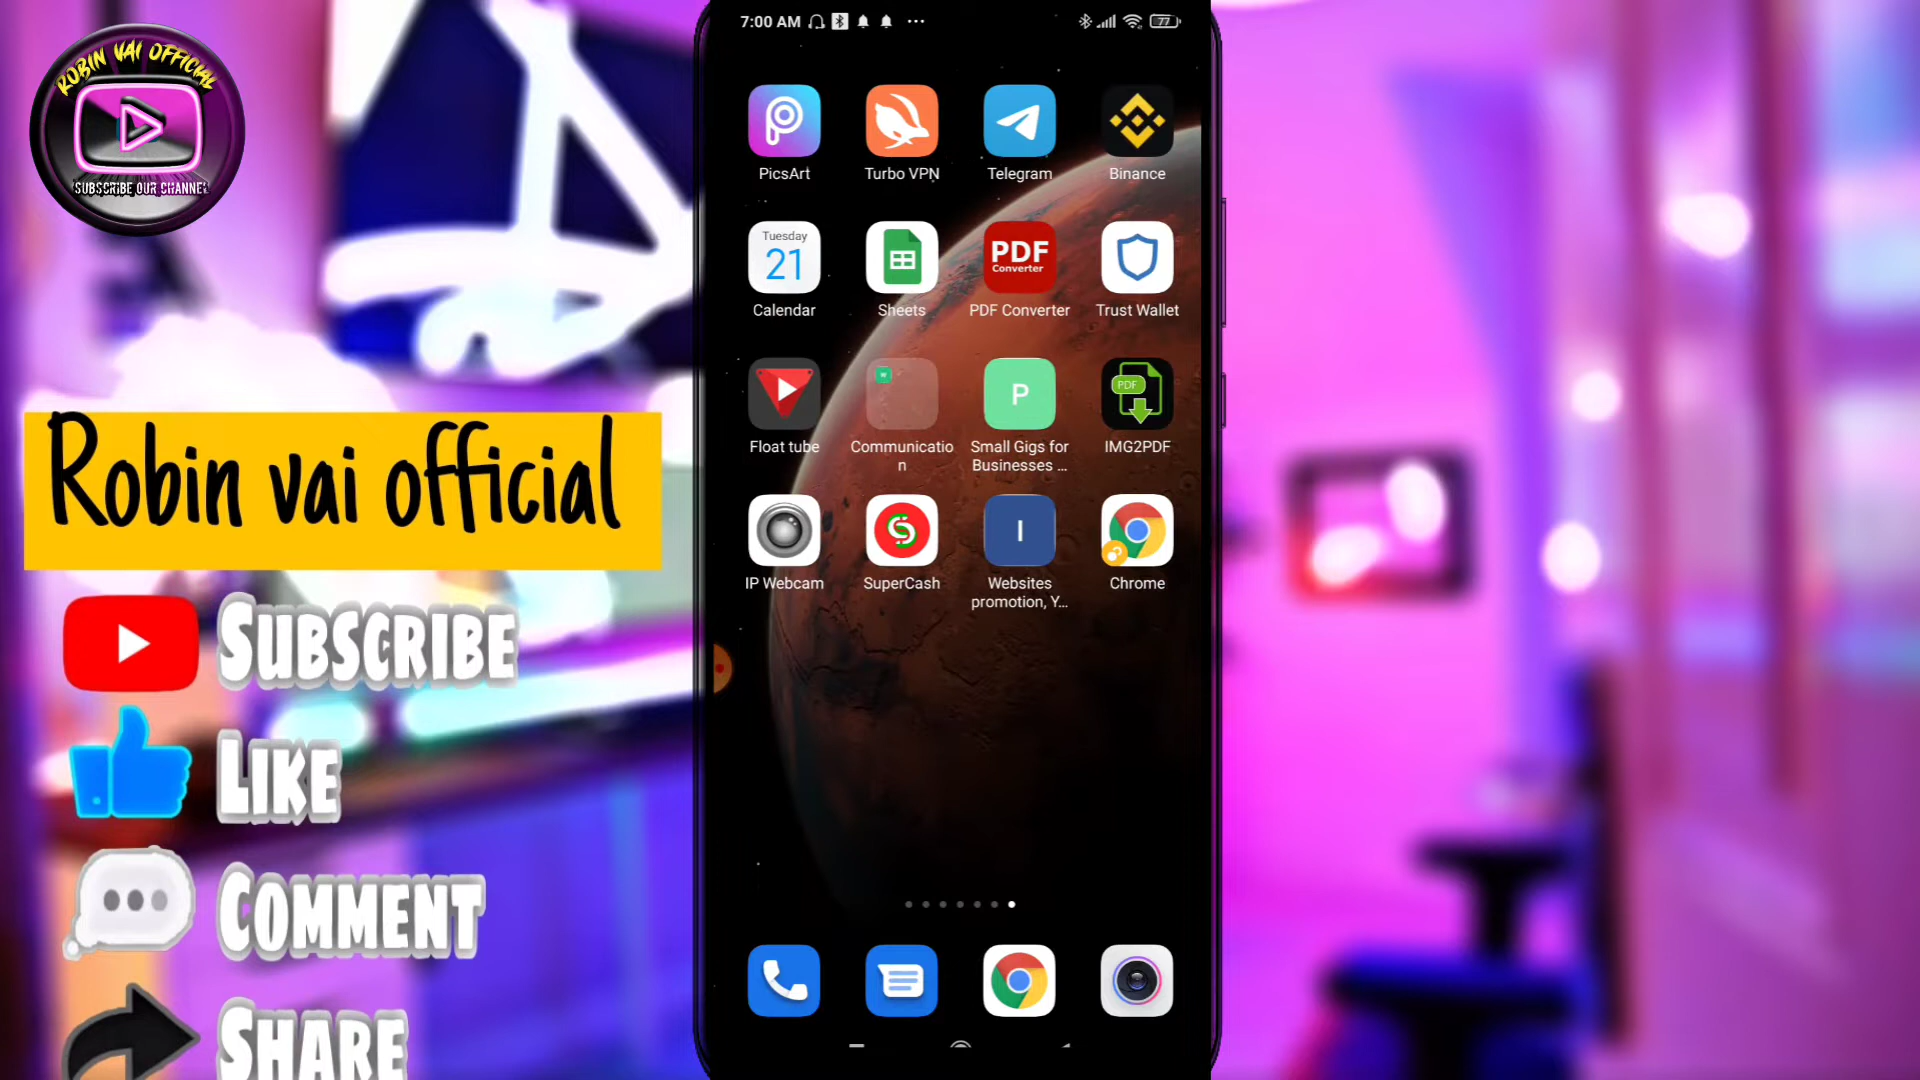 ROBIN VAI OFFICIAL
SUBSCRIBE OUR CHANNEL
Robin vai official
SUBSCRIBE
LIKE
COMMENT
SHARE
7:00 AM
77
PicsArt
Turbo VPN
Telegram
Binance
Tuesday
21
PDF
Converter
Calendar
Sheets
PDF Converter
Trust Wallet
W
P
PDF
Float tube
Communicatio
n
Small Gigs for
Businesses ...
IMG2PDF
S
I
IP Webcam
SuperCash
Websites
promotion, Y...
Chrome